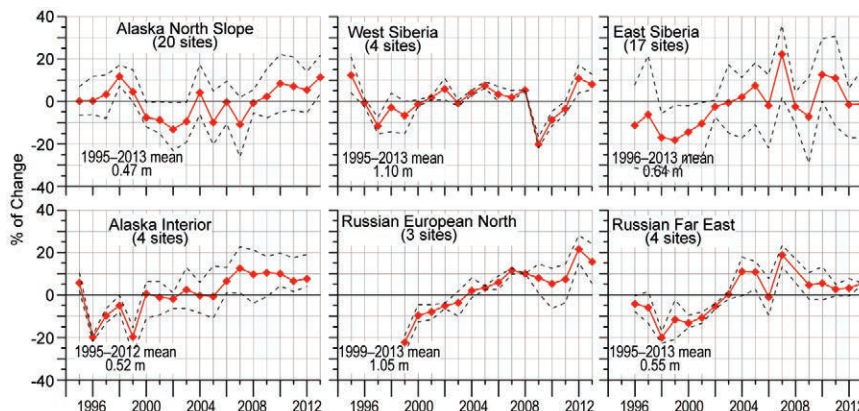 Alaska North Slope
(20 sites)
1995–2013 mean
0.47 m
West Siberia
(4 sites)
1995–2013 mean
1.10 m
East Siberia
(17 sites)
1996–2013 mean
0.64 m
40
20
0
-20
-40
% of Change
Alaska Interior
(4 sites)
1995–2012 mean
0.52 m
Russian European North
(3 sites)
1999–2013 mean
1.05 m
Russian Far East
(4 sites)
1995–2013 mean
0.55 m
40
20
0
-20
-40
1996 2000 2004 2008 2012
1996 2000 2004 2008 2012
1996 2000 2004 2008 2012